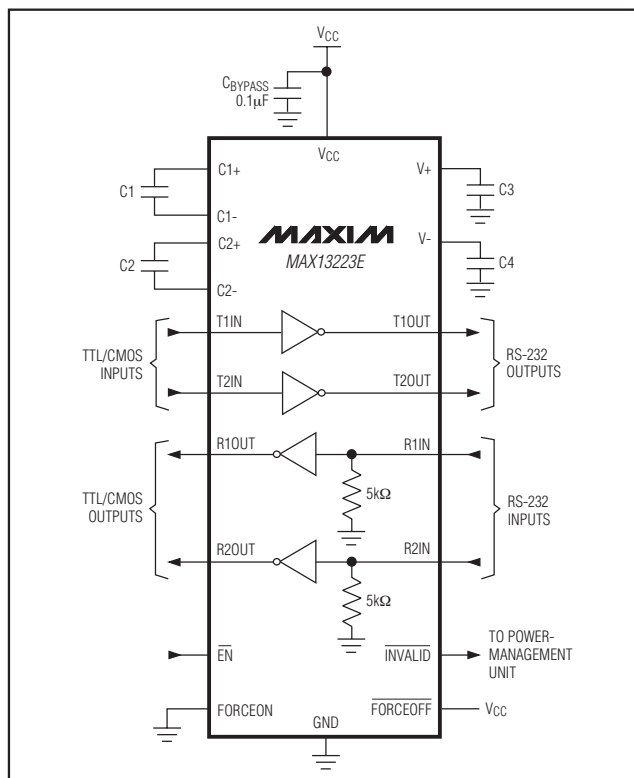 VCC
CBYPASS
0.1µF
VCC
C1+
V+
C1
C3
C1-
C2+
MAXIM
V-
MAX13223E
C2
C4
C2-
T1IN
T1OUT
TTL/CMOS
INPUTS
RS-232
OUTPUTS
T2IN
T2OUT
R1OUT
R1IN
5kΩ
TTL/CMOS
OUTPUTS
RS-232
INPUTS
R2OUT
R2IN
5kΩ
EN
INVALID
TO POWER-
MANAGEMENT
UNIT
FORCEON
GND
FORCEOFF
VCC